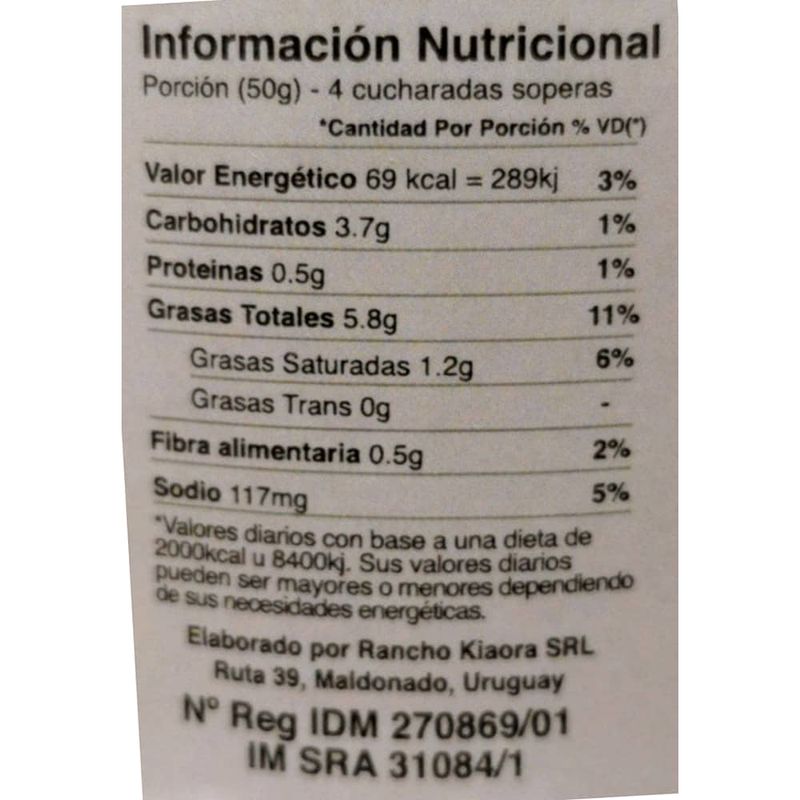 Información Nutricional
Porción (50g) - 4 cucharadas soperas
*Cantidad Por Porción % VD(*)
Valor Energético 69 kcal = 289kj 3%
Carbohidratos 3.7g 1%
Proteinas 0.5g 1%
Grasas Totales 5.8g 11%
Grasas Saturadas 1.2g 6%
Grasas Trans 0g -
Fibra alimentaria 0.5g 2%
Sodio 117mg 5%
*Valores diarios con base a una dieta de
2000kcal u 8400kj. Sus valores diarios
pueden ser mayores o menores dependiendo
de sus necesidades energéticas.
Elaborado por Rancho Kiaora SRL
Ruta 39, Maldonado, Uruguay
Nº Reg IDM 270869/01
IM SRA 31084/1